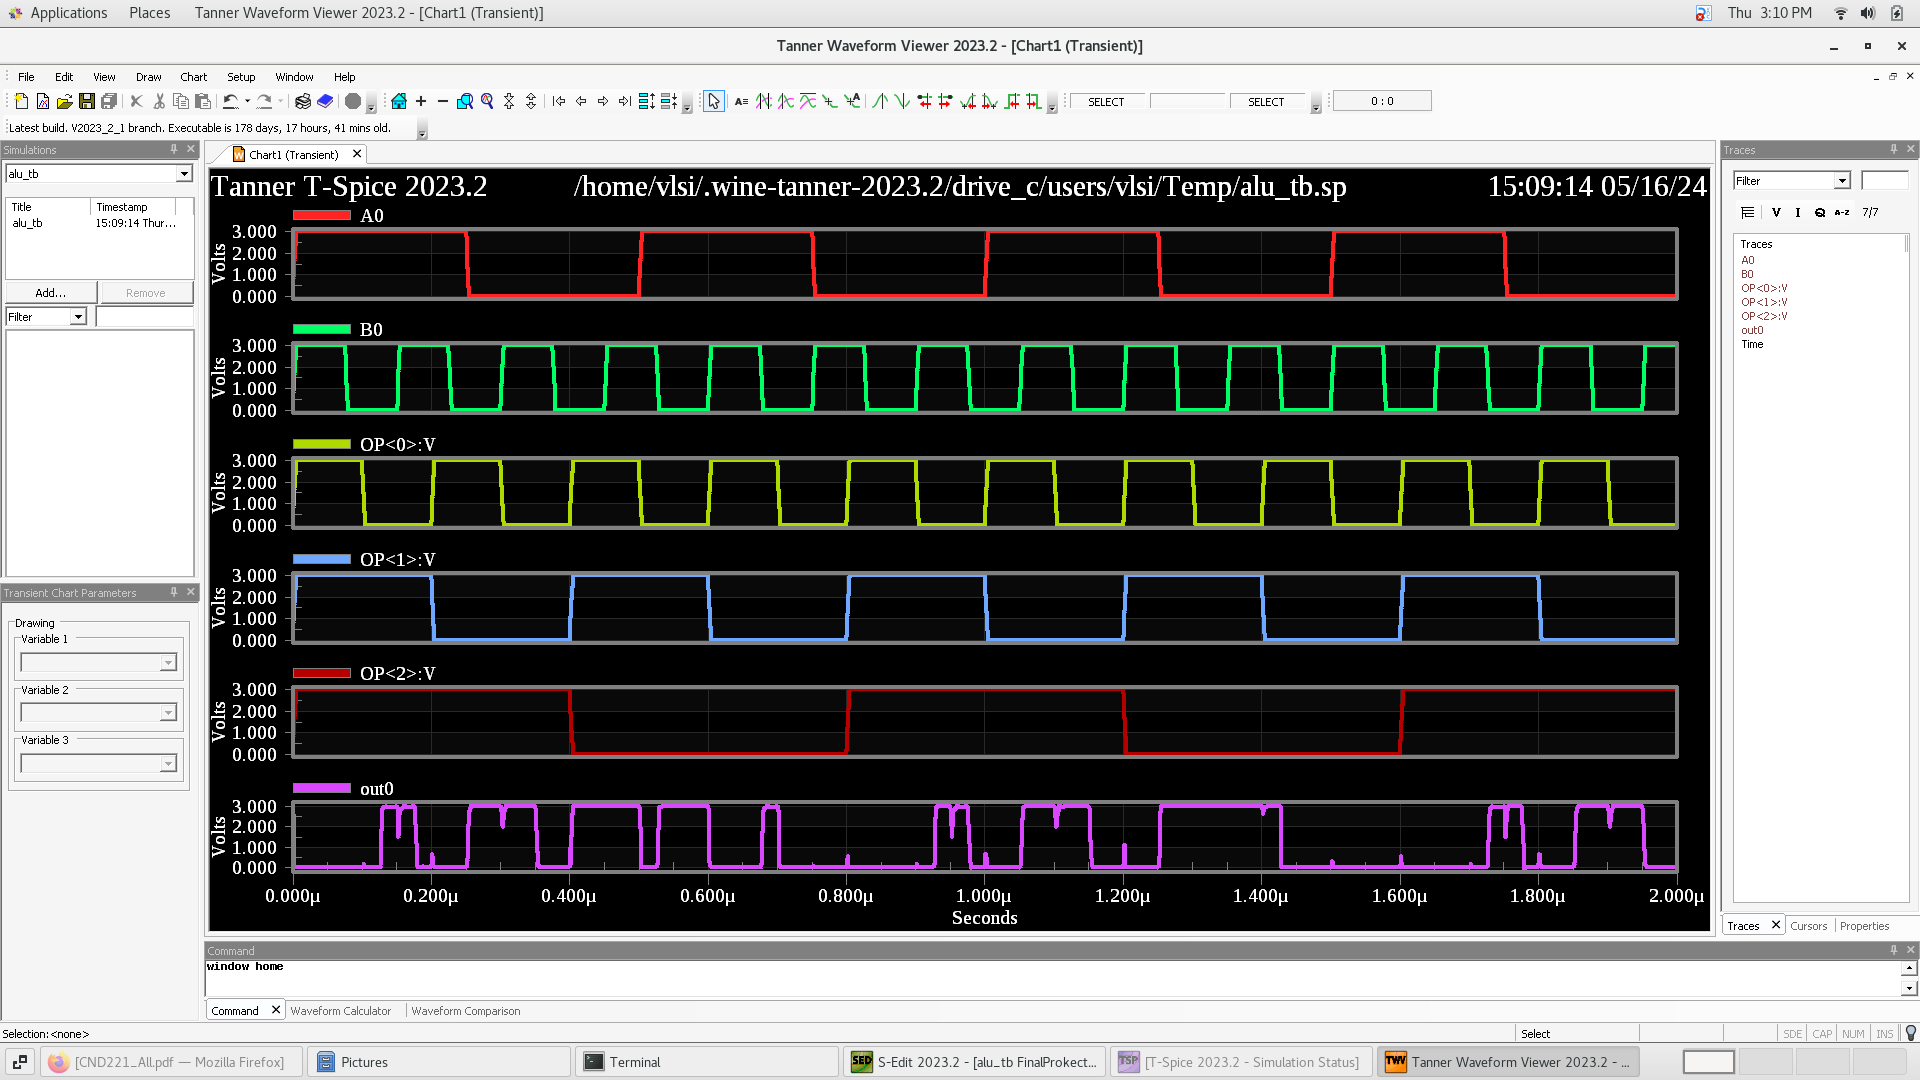 Applications Places Tanner Waveform Viewer 2023.2 - [Chart1 (Transient)] Thu 3:10 PM
Tanner Waveform Viewer 2023.2 - [Chart1 (Transient)]
File Edit View Draw Chart Setup Window Help
SELECT SELECT 0 : 0
Latest build. V2023_2_1 branch. Executable is 178 days, 17 hours, 41 mins old.
Simulations
alu_tb
Title Timestamp
alu_tb 15:09:14 Thur...
Add... Remove
Filter
Transient Chart Parameters
Drawing
Variable 1
Variable 2
Variable 3
Chart1 (Transient)
Tanner T-Spice 2023.2 /home/vlsi/.wine-tanner-2023.2/drive_c/users/vlsi/Temp/alu_tb.sp 15:09:14 05/16/24
A0
3.000
2.000
1.000
0.000
Volts
B0
3.000
2.000
1.000
0.000
Volts
OP<0>:V
3.000
2.000
1.000
0.000
Volts
OP<1>:V
3.000
2.000
1.000
0.000
Volts
OP<2>:V
3.000
2.000
1.000
0.000
Volts
out0
3.000
2.000
1.000
0.000
Volts
0.000μ 0.200μ 0.400μ 0.600μ 0.800μ 1.000μ 1.200μ 1.400μ 1.600μ 1.800μ 2.000μ
Seconds
Traces
Filter
V I Q A-Z 7/7
Traces
A0
B0
OP<0>:V
OP<1>:V
OP<2>:V
out0
Time
Traces Cursors Properties
Command
window home
Command Waveform Calculator Waveform Comparison
Selection: <none> Select SDE CAP NUM INS
[CND221_All.pdf — Mozilla Firefox] Pictures Terminal SED S-Edit 2023.2 - [alu_tb FinalProkect... TSP [T-Spice 2023.2 - Simulation Status] TWV Tanner Waveform Viewer 2023.2 - ...